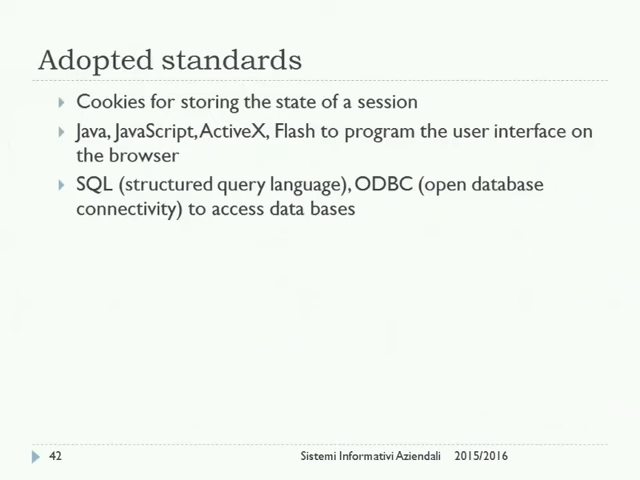 Adopted standards
Cookies for storing the state of a session
Java, JavaScript, ActiveX, Flash to program the user interface on
the browser
SQL (structured query language), ODBC (open database
connectivity) to access data bases
42 Sistemi Informativi Aziendali 2015/2016